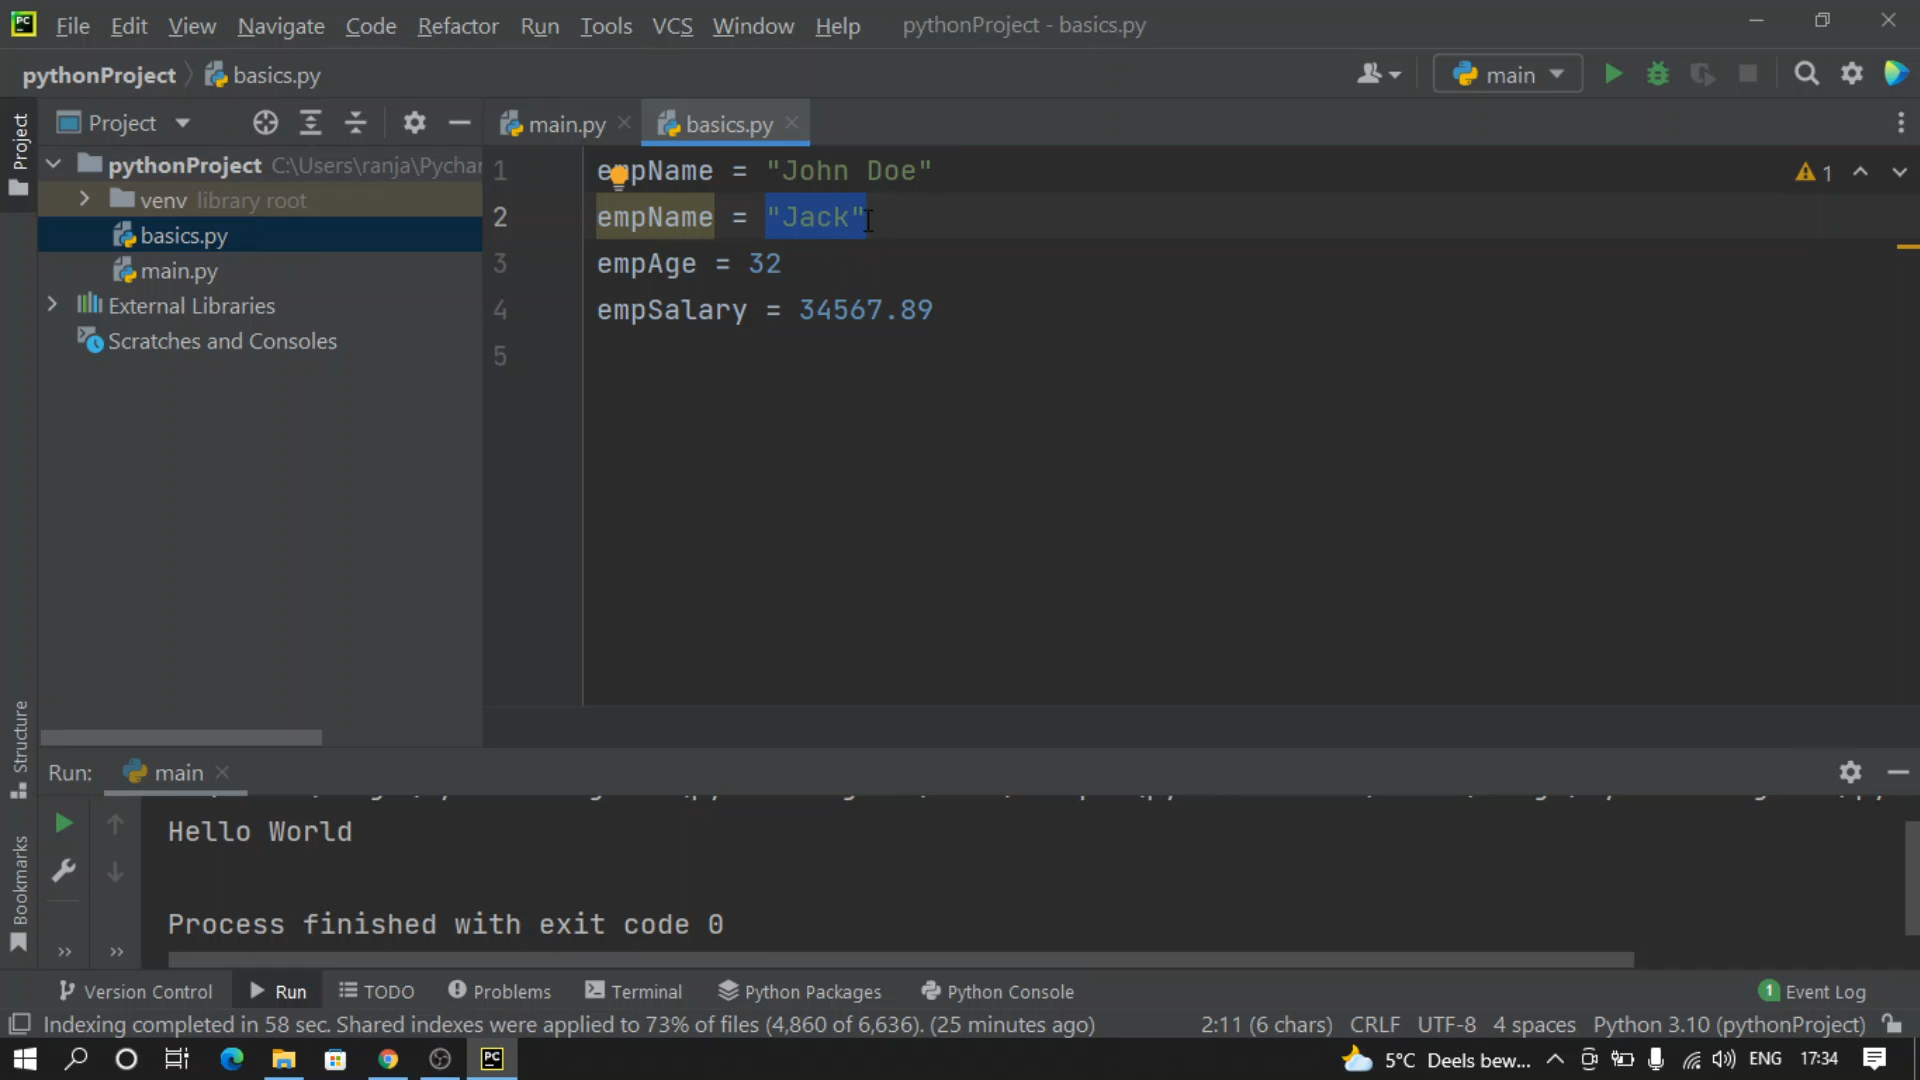 PC File Edit View Navigate Code Refactor Run Tools VCS Window Help pythonProject - basics.py
pythonProject basics.py main
Project main.py basics.py
Project
pythonProject C:\Users\ranja\Pychar
venv library root
basics.py
main.py
External Libraries
Scratches and Consoles
1 empName = "John Doe"
2 empName = "Jack"
3 empAge = 32
4 empSalary = 34567.89
5
1
Structure
Bookmarks
Run: main
Hello World
Process finished with exit code 0
Version Control Run TODO Problems Terminal Python Packages Python Console 1 Event Log
Indexing completed in 58 sec. Shared indexes were applied to 73% of files (4,860 of 6,636). (25 minutes ago) 2:11 (6 chars) CRLF UTF-8 4 spaces Python 3.10 (pythonProject)
PC 5°C Deels bew... ENG 17:34